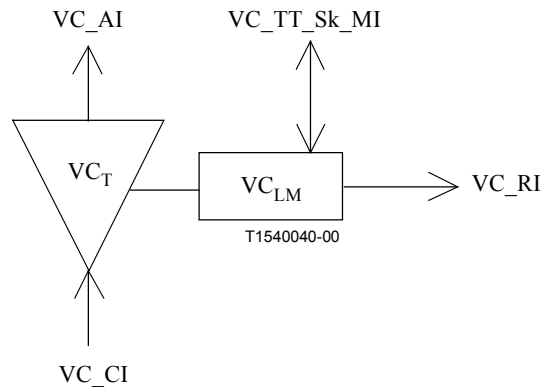 VC_AI
VC_TT_Sk_MI
VC_T
VC_LM
VC_RI
T1540040-00
VC_CI